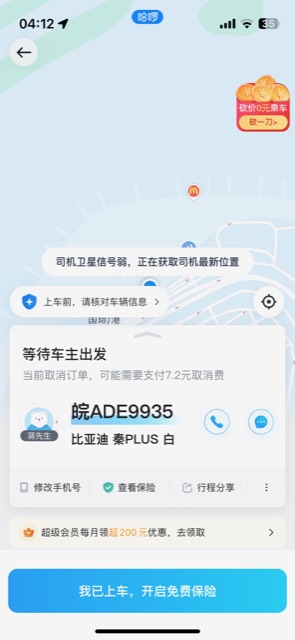 04:12
哈啰
35
砍价0元乘车
砍一刀>
司机卫星信号弱，正在获取司机最新位置
上车前，请核对车辆信息
国际/港
等待车主出发
当前取消订单，可能需要支付7.2元取消费
皖ADE9935
蒋先生
比亚迪 秦PLUS 白
修改手机号
查看保险
行程分享
超级会员每月领超200元优惠，去领取
我已上车，开启免费保险